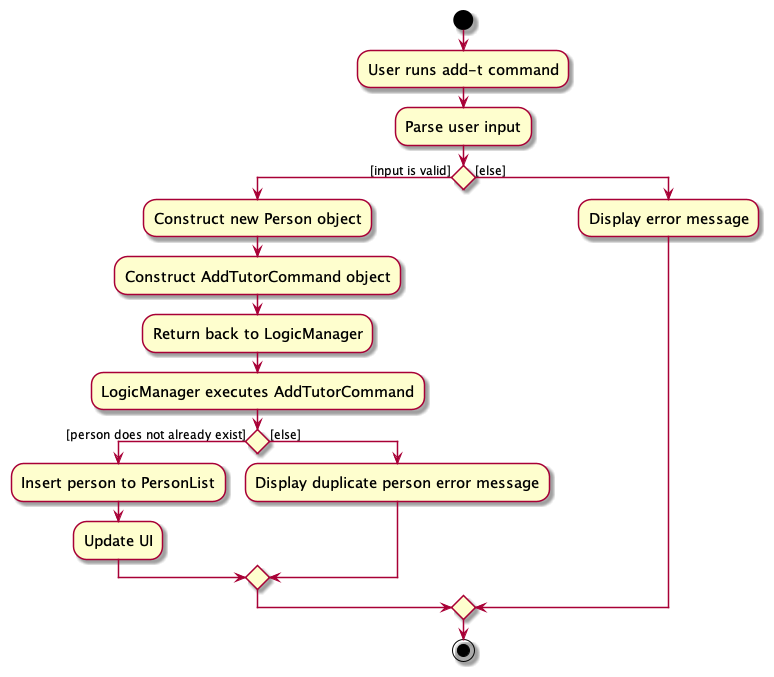 User runs add-t command
Parse user input
[input is valid]
[else]
Construct new Person object
Display error message
Construct AddTutorCommand object
Return back to LogicManager
LogicManager executes AddTutorCommand
[person does not already exist]
[else]
Insert person to PersonList
Display duplicate person error message
Update UI